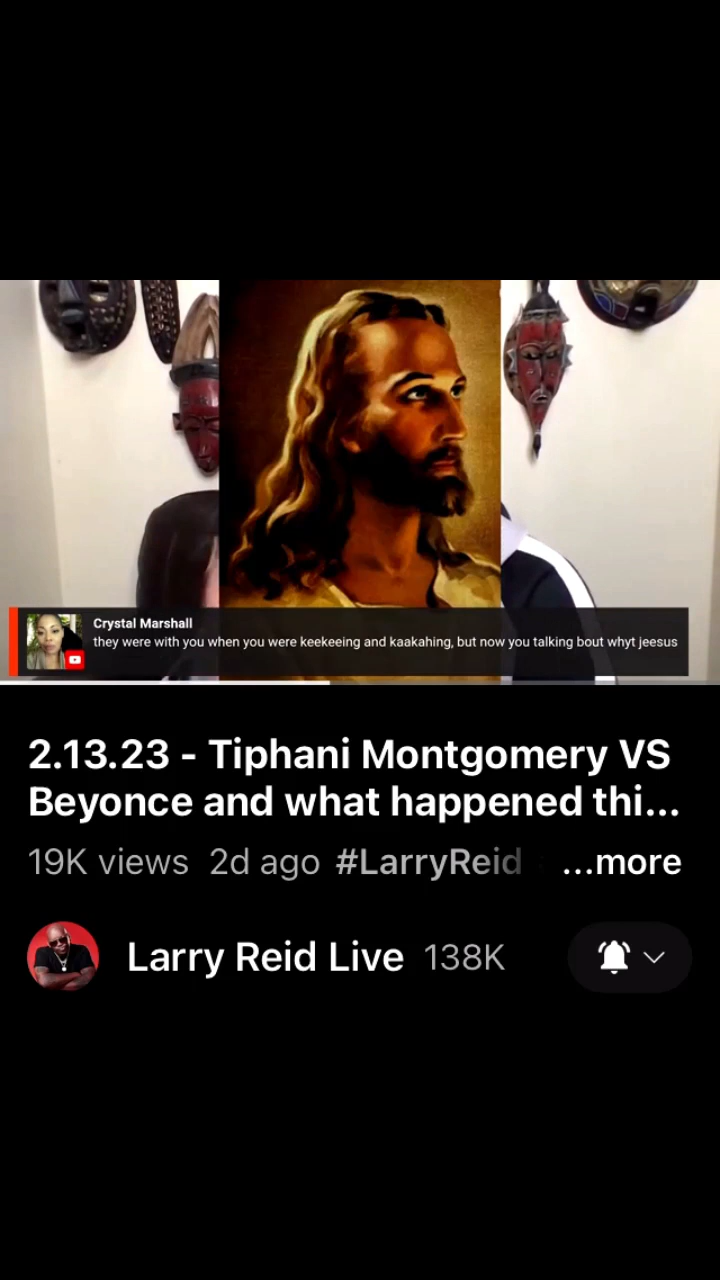 Crystal Marshall
they were with you when you were keekeeing and kaakahing, but now you talking bout whyt jeesus
2.13.23 - Tiphani Montgomery VS
Beyonce and what happened thi...
19K views 2d ago #LarryReid ...more
Larry Reid Live 138K